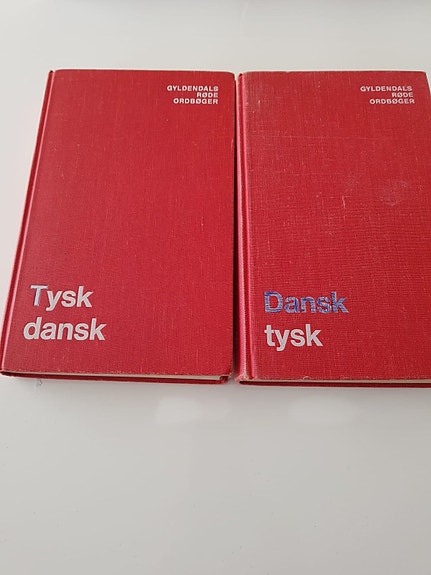 GYLDENDALS
RØDE
ORDBØGER
Tysk
dansk
GYLDENDALS
RØDE
ORDBØGER
Dansk
tysk